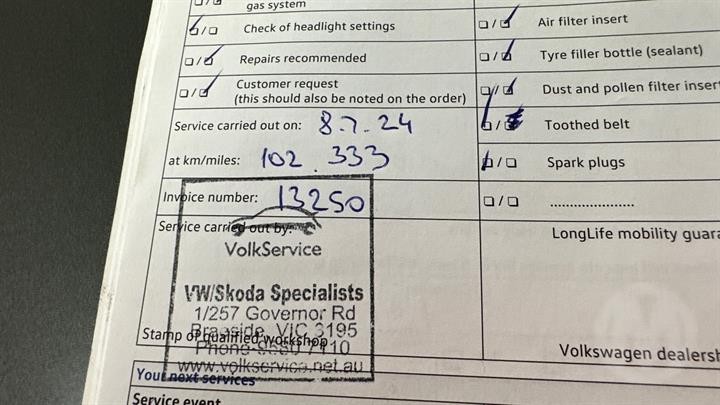 gas system
Check of headlight settings
Repairs recommended
Customer request
(this should also be noted on the order)
Service carried out on: 8.7.24
at km/miles: 102.333
Invoice number: 13250
Service carried out by:
VolkService
VW/Skoda Specialists
1/257 Governor Rd
Braeside, VIC 3195
Stamp of qualified workshop
www.volkservice.net.au
Your next services
Service event
Air filter insert
Tyre filler bottle (sealant)
Dust and pollen filter insert
Toothed belt
Spark plugs
.....................
LongLife mobility guara
Volkswagen dealersh